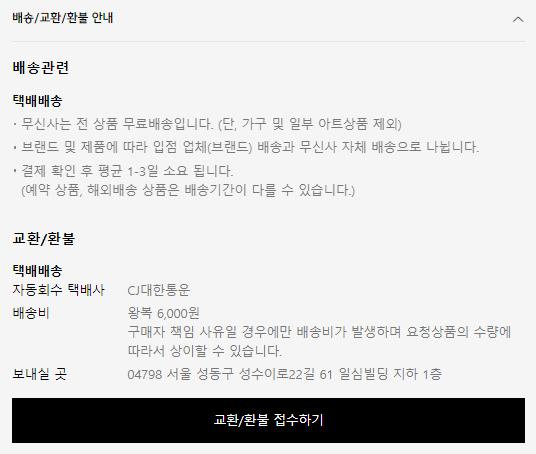 배송/교환/환불 안내
배송관련
택배배송
· 무신사는 전 상품 무료배송입니다. (단, 가구 및 일부 아트상품 제외)
· 브랜드 및 제품에 따라 입점 업체(브랜드) 배송과 무신사 자체 배송으로 나뉩니다.
· 결제 확인 후 평균 1-3일 소요 됩니다.
(예약 상품, 해외배송 상품은 배송기간이 다를 수 있습니다.)
교환/환불
택배배송
자동회수 택배사 CJ대한통운
배송비 왕복 6,000원
구매자 책임 사유일 경우에만 배송비가 발생하며 요청상품의 수량에
따라서 상이할 수 있습니다.
보내실 곳 04798 서울 성동구 성수이로22길 61 일심빌딩 지하 1층
교환/환불 접수하기